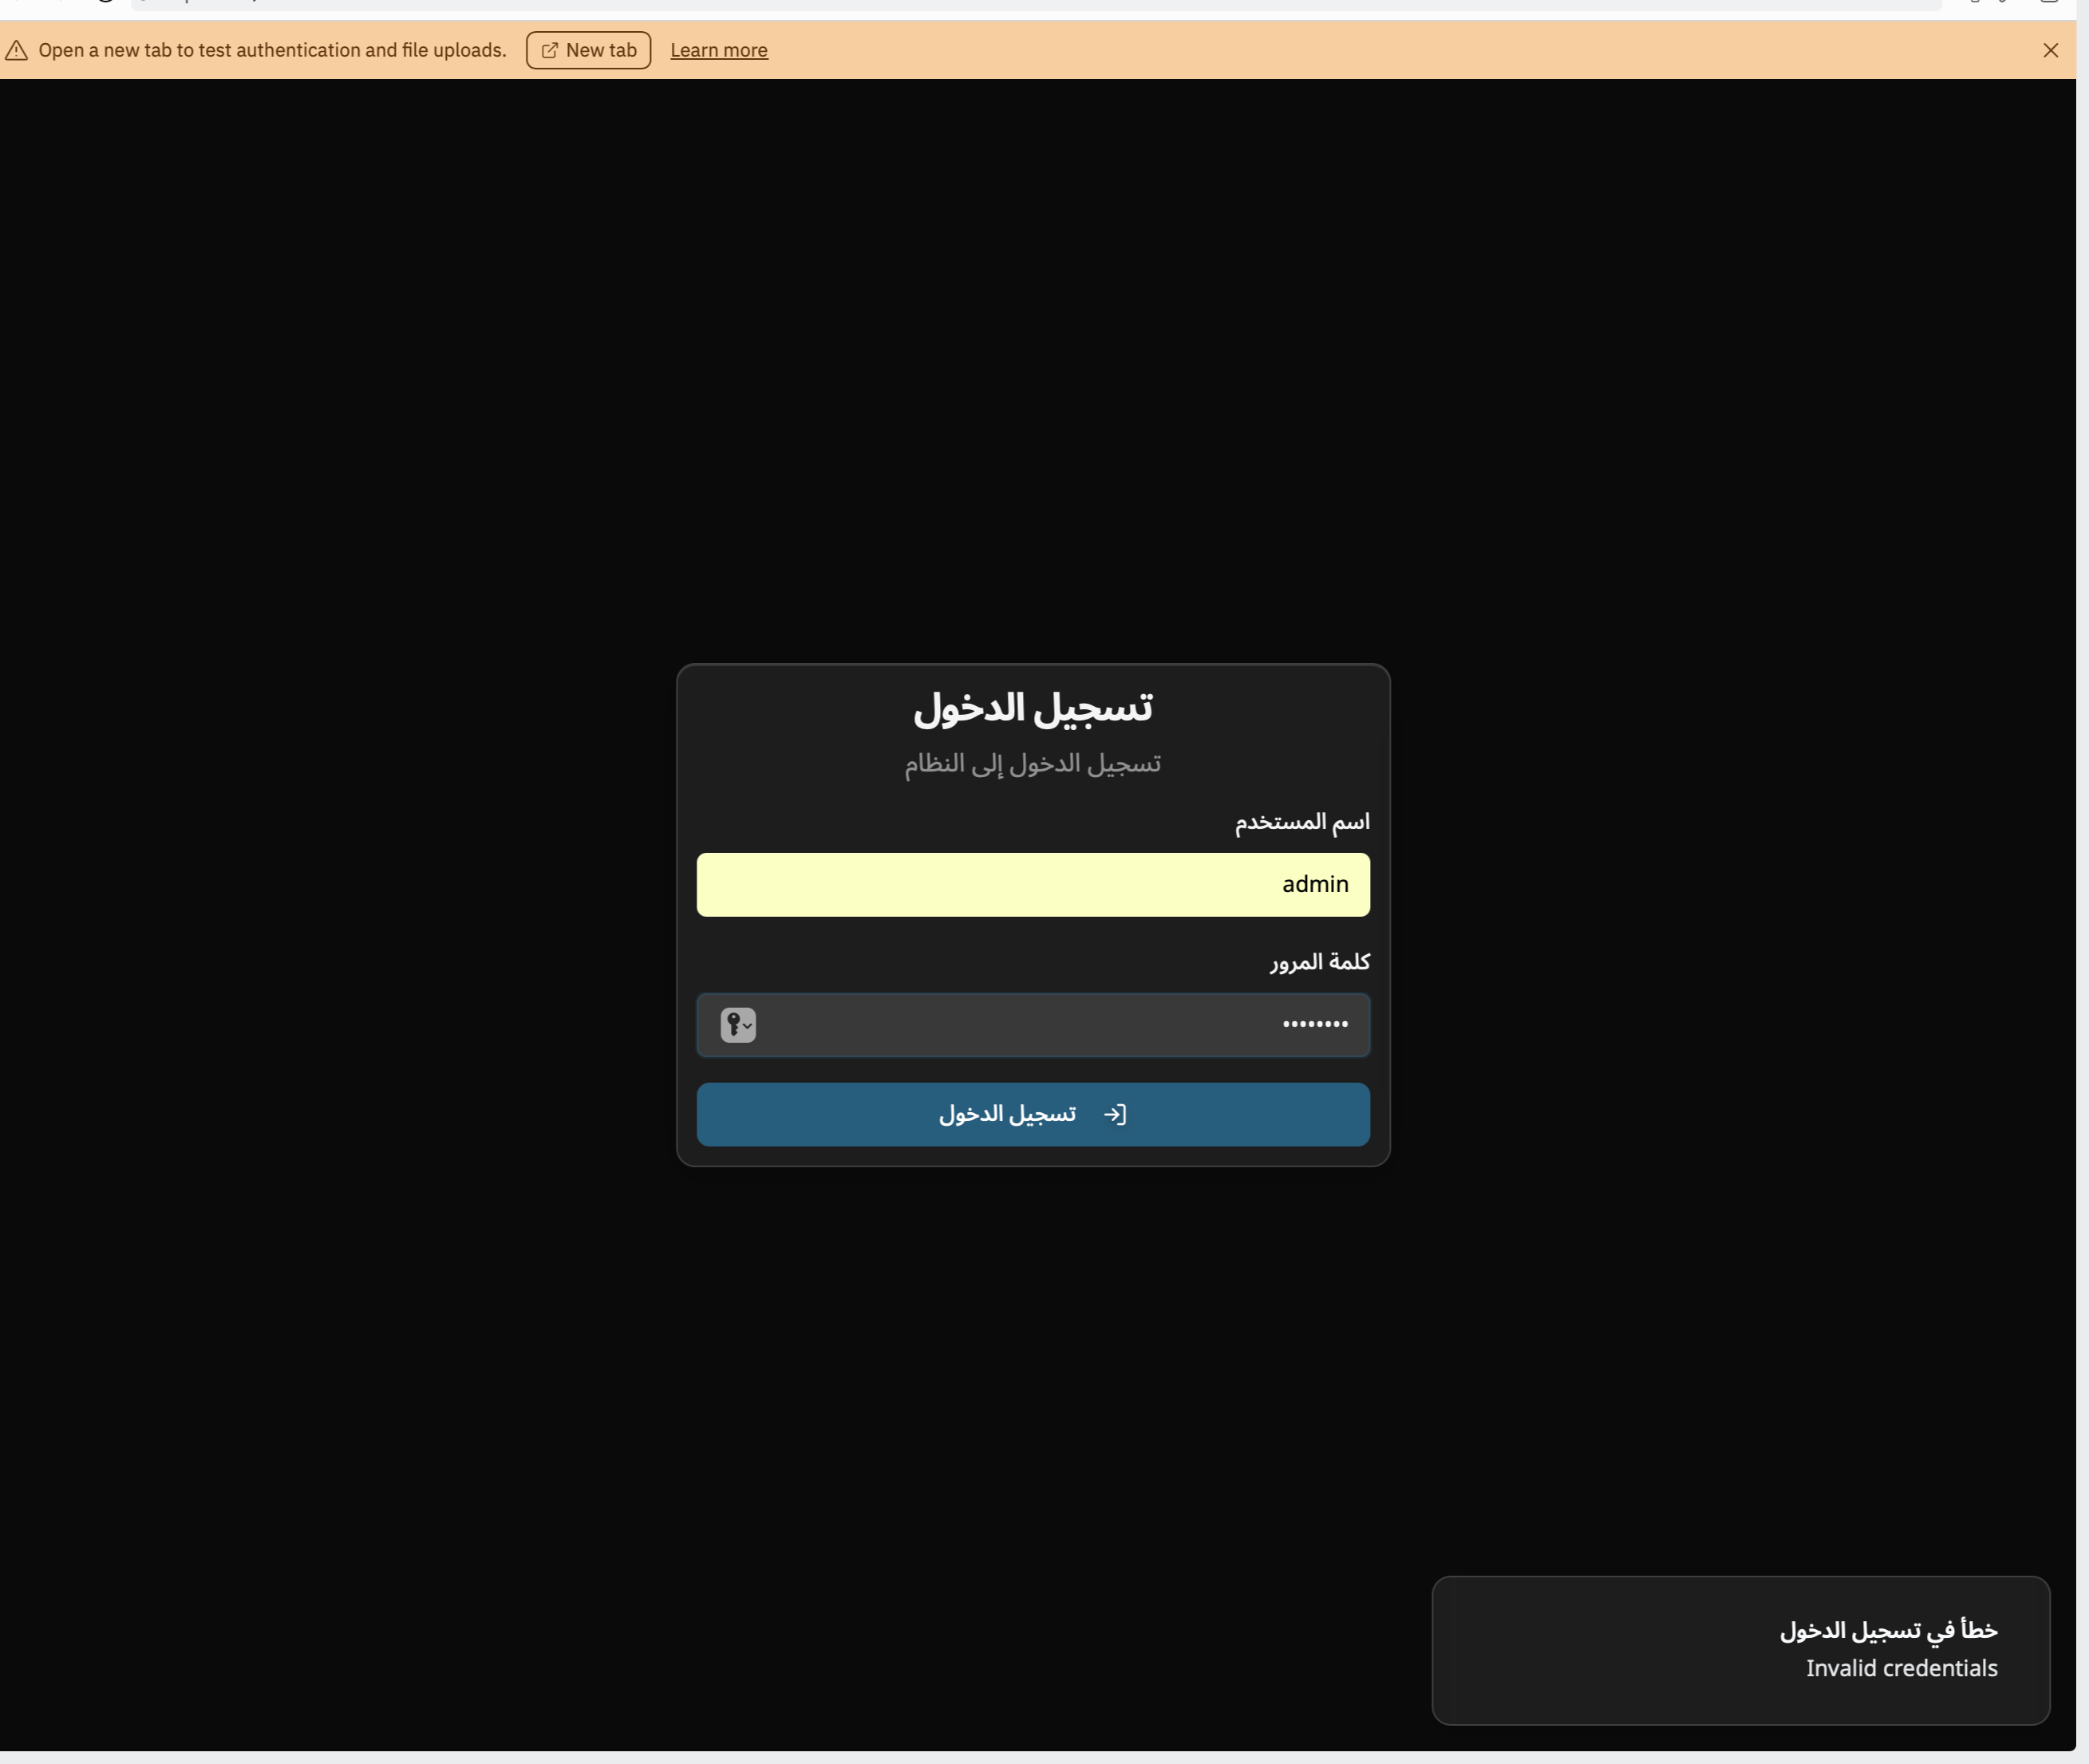 Open a new tab to test authentication and file uploads. New tab Learn more
تسجيل الدخول
تسجيل الدخول إلى النظام
اسم المستخدم
admin
كلمة المرور
••••••••
تسجيل الدخول
خطأ في تسجيل الدخول
Invalid credentials